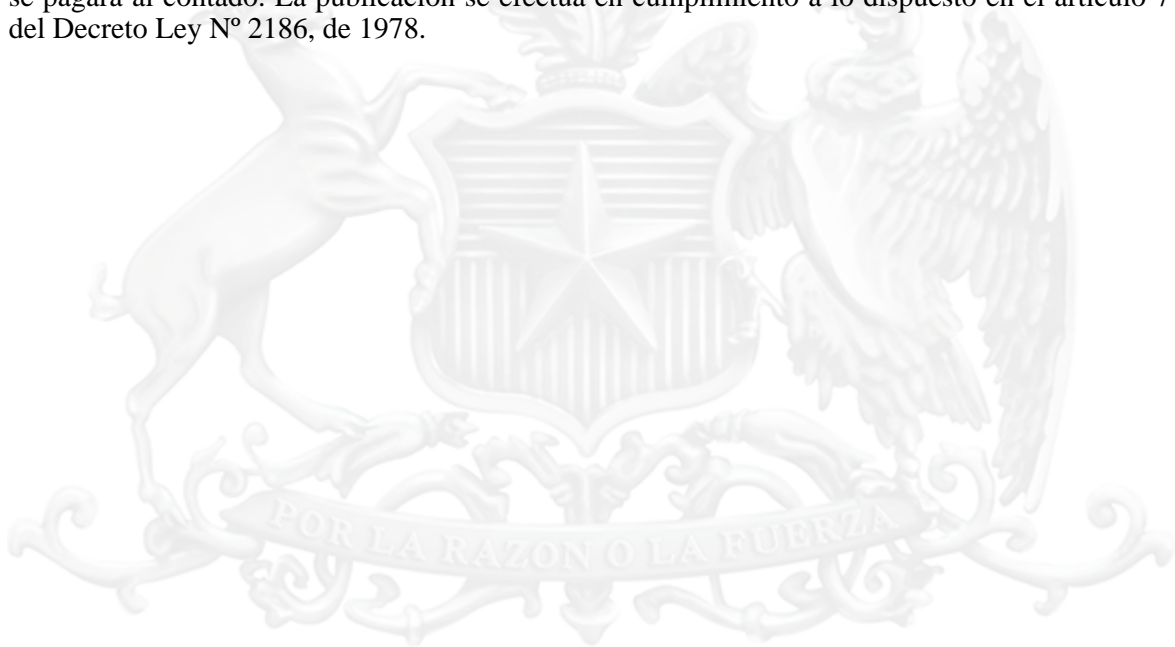 se pagará al contado. La publicación se efectúa en cumplimiento a lo dispuesto en el artículo 7
del Decreto Ley Nº 2186, de 1978.
POR LA RAZON O LA FUERZA